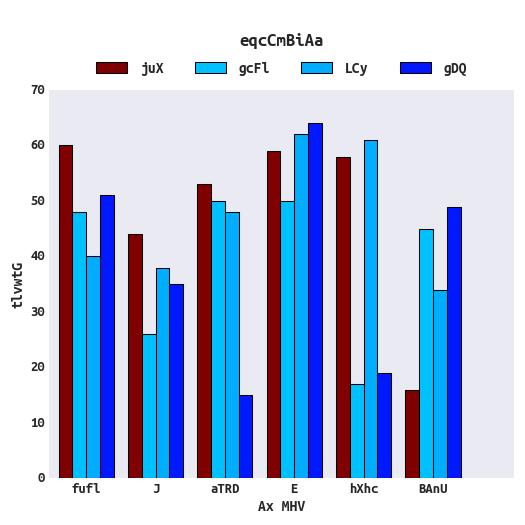 eqcCmBiAa
juX gcFl LCy gDQ
70
60
50
40
30
20
10
0
tlvwtG
fufl J aTRD E hXhc BAnU
Ax MHV